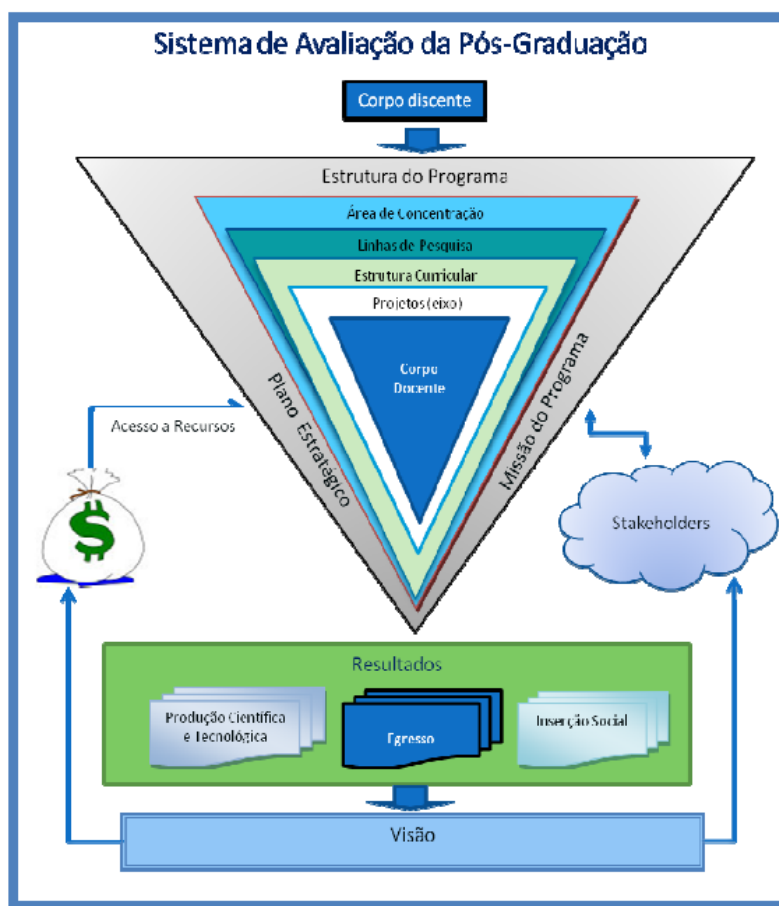 Sistema de Avaliação da Pós-Graduação
Corpo discente
Estrutura do Programa
Área de Concentração
Linhas de Pesquisa
Estrutura Curricular
Projetos (eixo)
Corpo
Docente
Plano Estratégico
Missão do Programa
Acesso a Recursos
$
Stakeholders
Resultados
Produção Científica
e Tecnológica
Egresso
Inserção Social
Visão